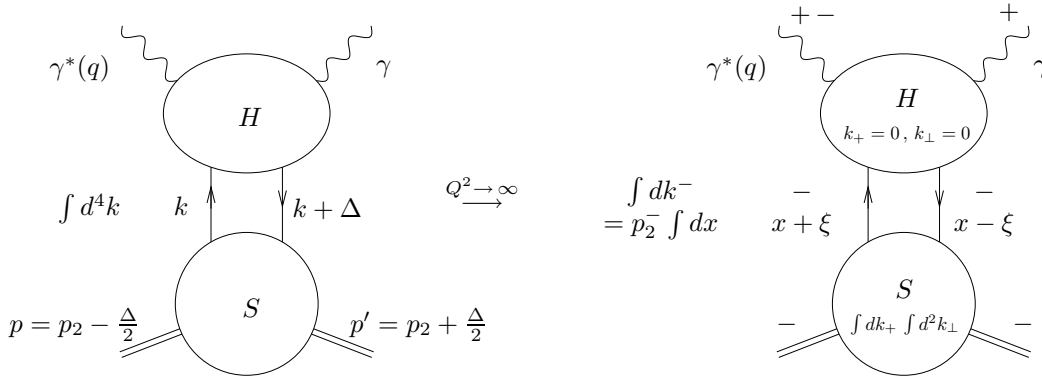 + − +
γ*(q) γ γ*(q) γ
H H
k₊ = 0 , k⊥ = 0
∫ d⁴k k k + Δ Q² → ∞ ⟶ ∫ dk⁻ − −
= p₂⁻ ∫ dx x + ξ x − ξ
S S
p = p₂ − Δ/2 p′ = p₂ + Δ/2 − ∫ dk₊ ∫ d²k⊥ −